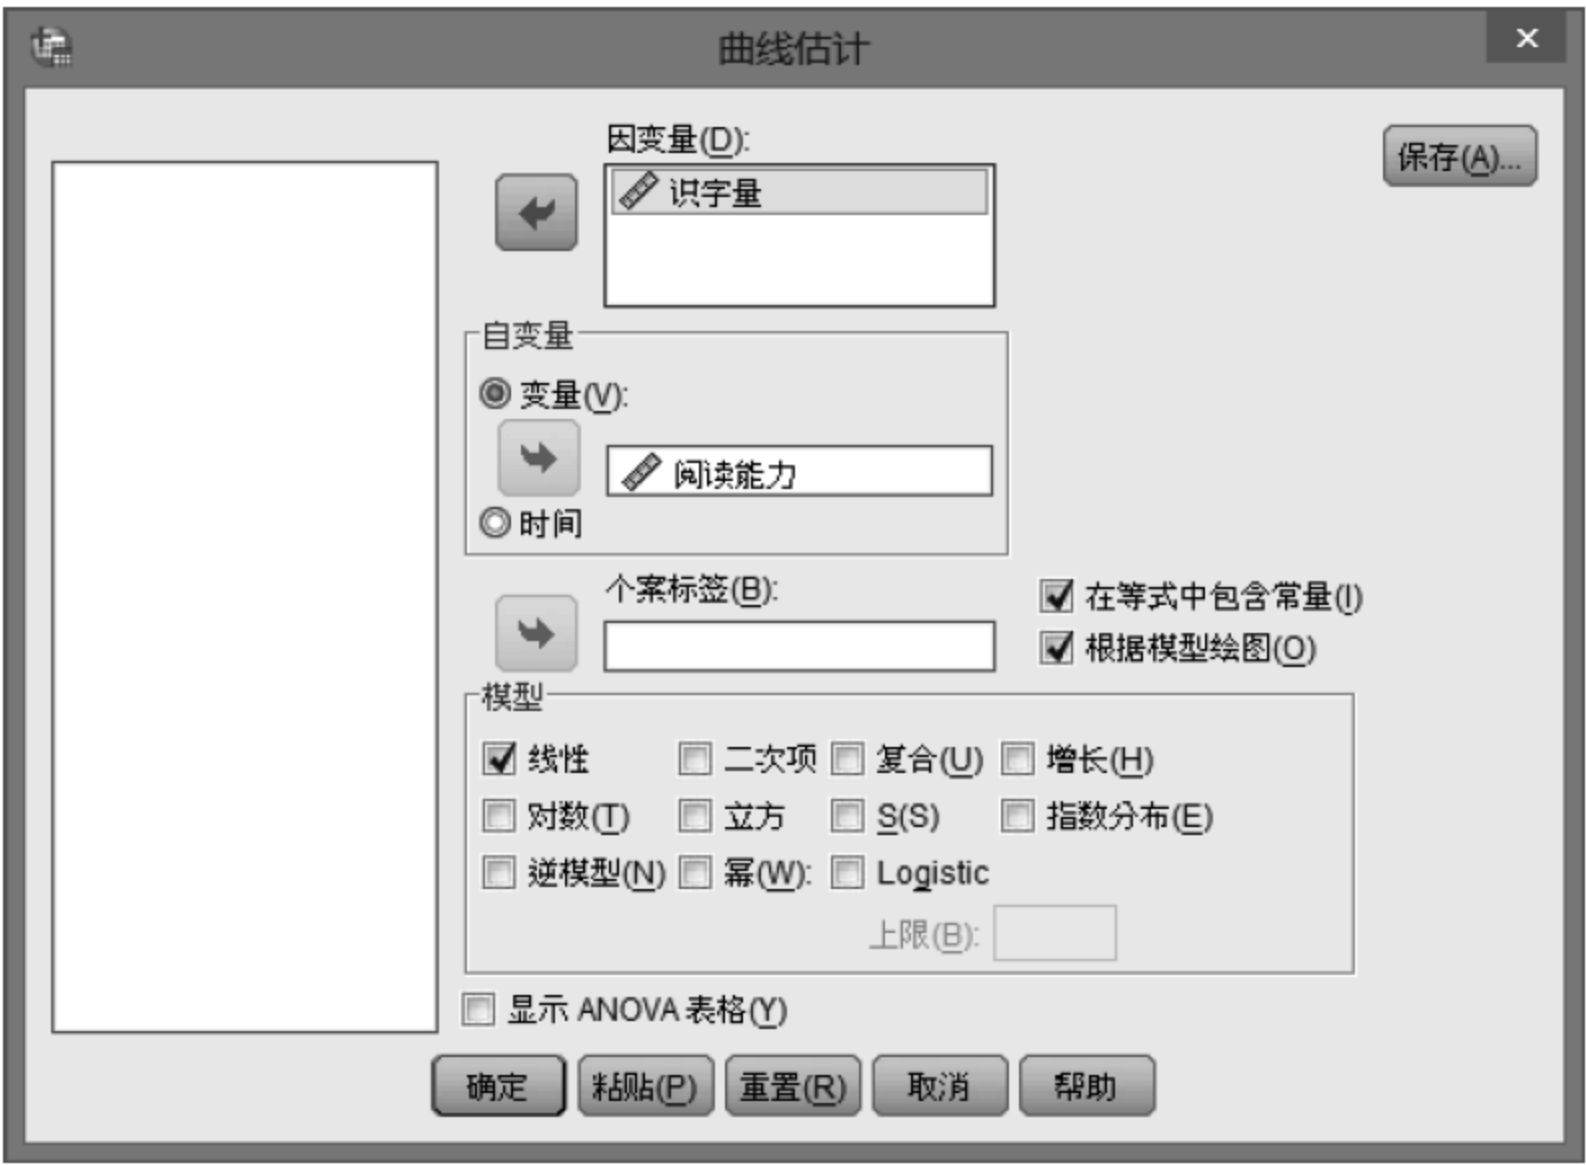 曲线估计
×
因变量(D):
识字量
保存(A)...
自变量
变量(V):
阅读能力
时间
个案标签(B):
在等式中包含常量(I)
根据模型绘图(O)
模型
线性 二次项 复合(U) 增长(H)
对数(T) 立方 S(S) 指数分布(E)
逆模型(N) 幂(W): Logistic
上限(B):
显示 ANOVA 表格(Y)
确定 粘贴(P) 重置(R) 取消 帮助